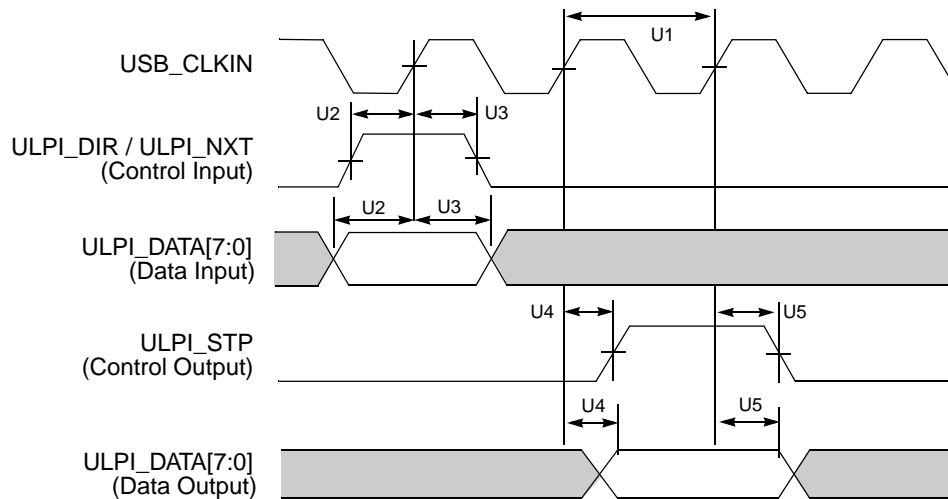 U1
USB_CLKIN
U2
U3
ULPI_DIR / ULPI_NXT
(Control Input)
U2
U3
ULPI_DATA[7:0]
(Data Input)
U4
U5
ULPI_STP
(Control Output)
U4
U5
ULPI_DATA[7:0]
(Data Output)